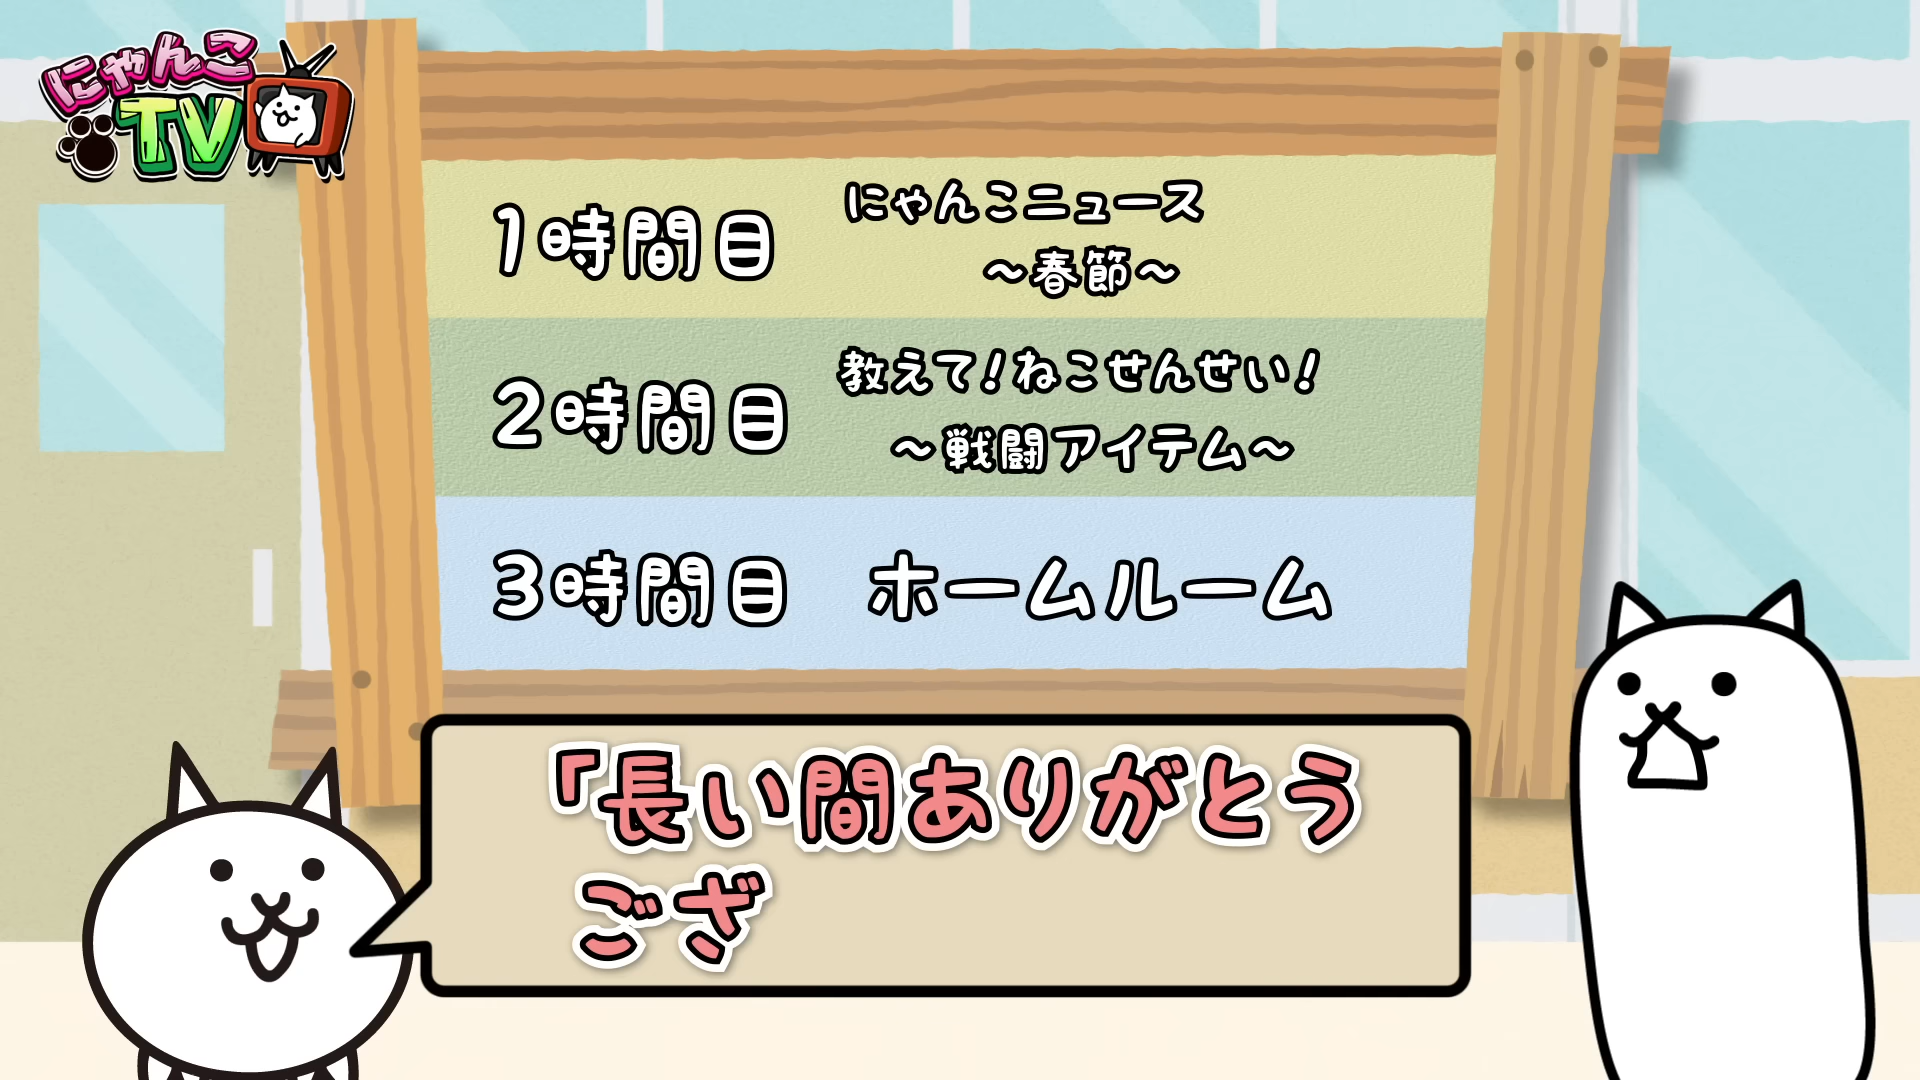 にゃんこ
TV
1時間目
にゃんこニュース
～春節～
2時間目
教えて！ねこせんせい！
～戦闘アイテム～
3時間目 ホームルーム
「長い間ありがとう
ござ